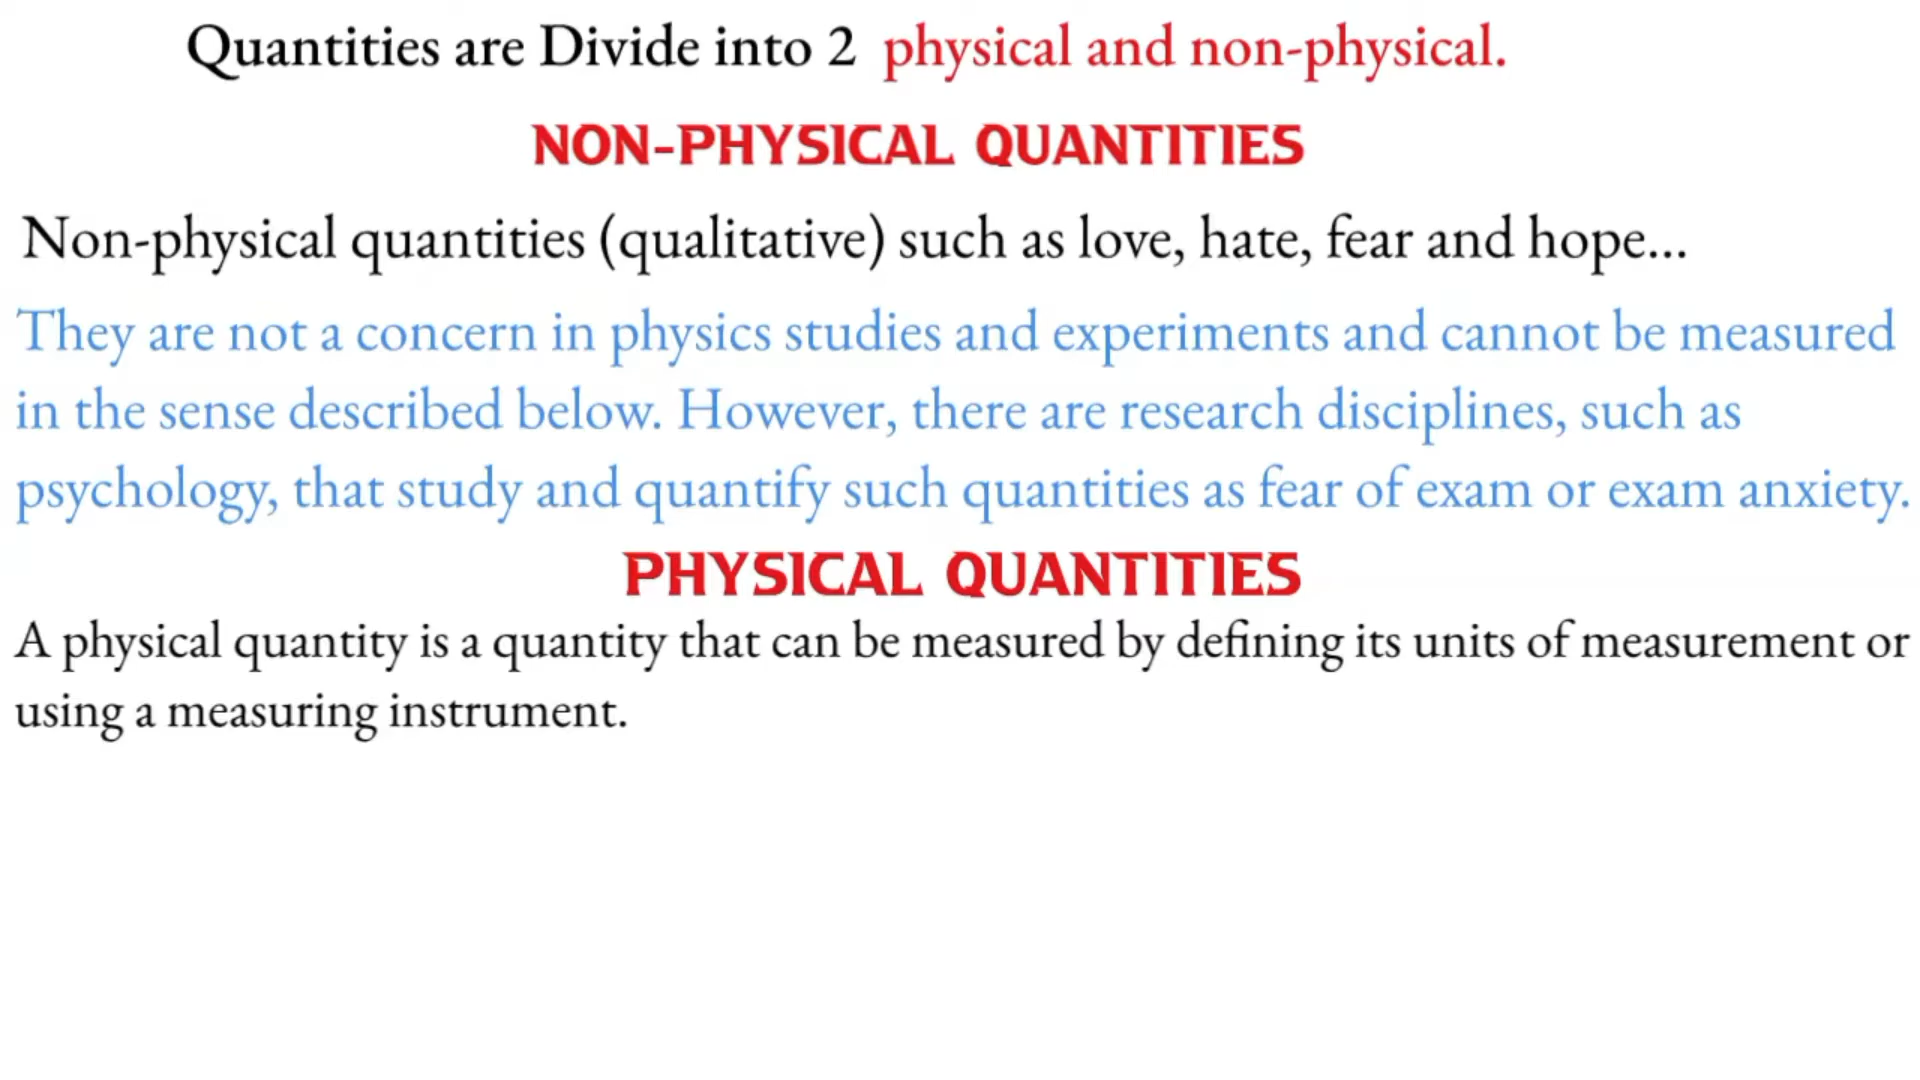 Quantities are Divide into 2 physical and non-physical.
NON-PHYSICAL QUANTITIES
Non-physical quantities (qualitative) such as love, hate, fear and hope...
They are not a concern in physics studies and experiments and cannot be measured
in the sense described below. However, there are research disciplines, such as
psychology, that study and quantify such quantities as fear of exam or exam anxiety.
PHYSICAL QUANTITIES
A physical quantity is a quantity that can be measured by defining its units of measurement or
using a measuring instrument.